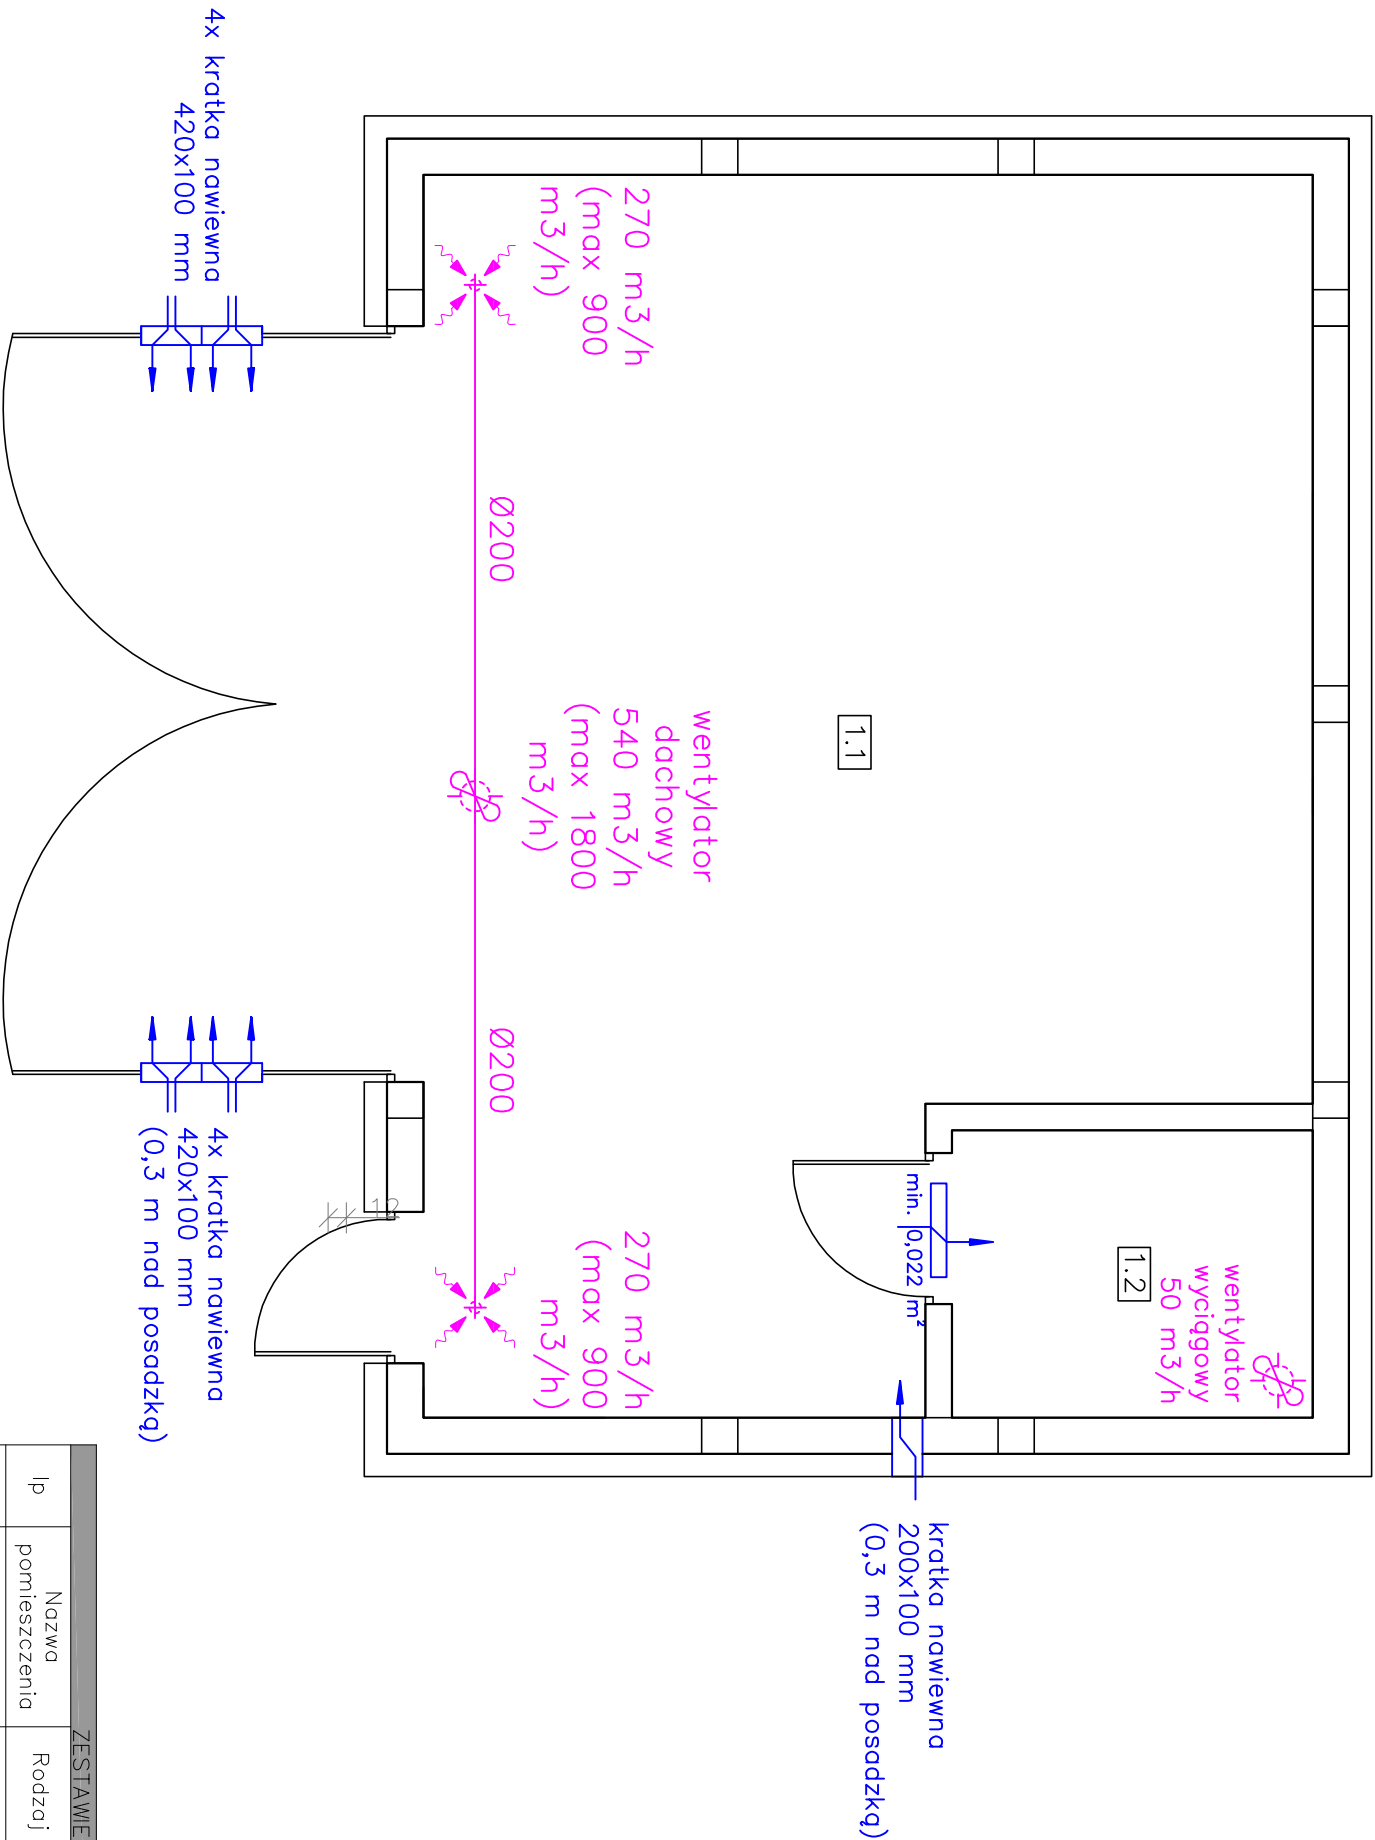 4x kratka nawiewna
420x100 mm
270 m3/h
(max 900
m3/h)
Ø200
wentylator
dachowy
540 m3/h
(max 1800
m3/h)
1.1
Ø200
4x kratka nawiewna
420x100 mm
(0,3 m nad posadzką)
12
270 m3/h
(max 900
m3/h)
min. 0,022 m²
1.2
wentylator
wyciągowy
50 m3/h
kratka nawiewna
200x100 mm
(0,3 m nad posadzką)
ZESTAWIE
lp
Nazwa
pomieszczenia
Rodzaj